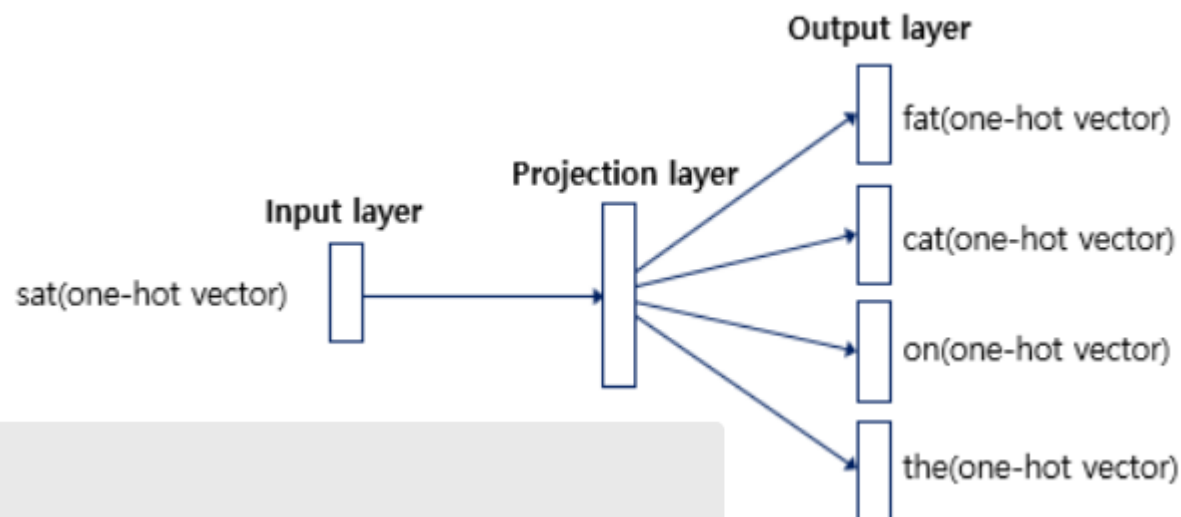 Output layer
fat(one-hot vector)
Projection layer
Input layer
cat(one-hot vector)
sat(one-hot vector)
on(one-hot vector)
the(one-hot vector)